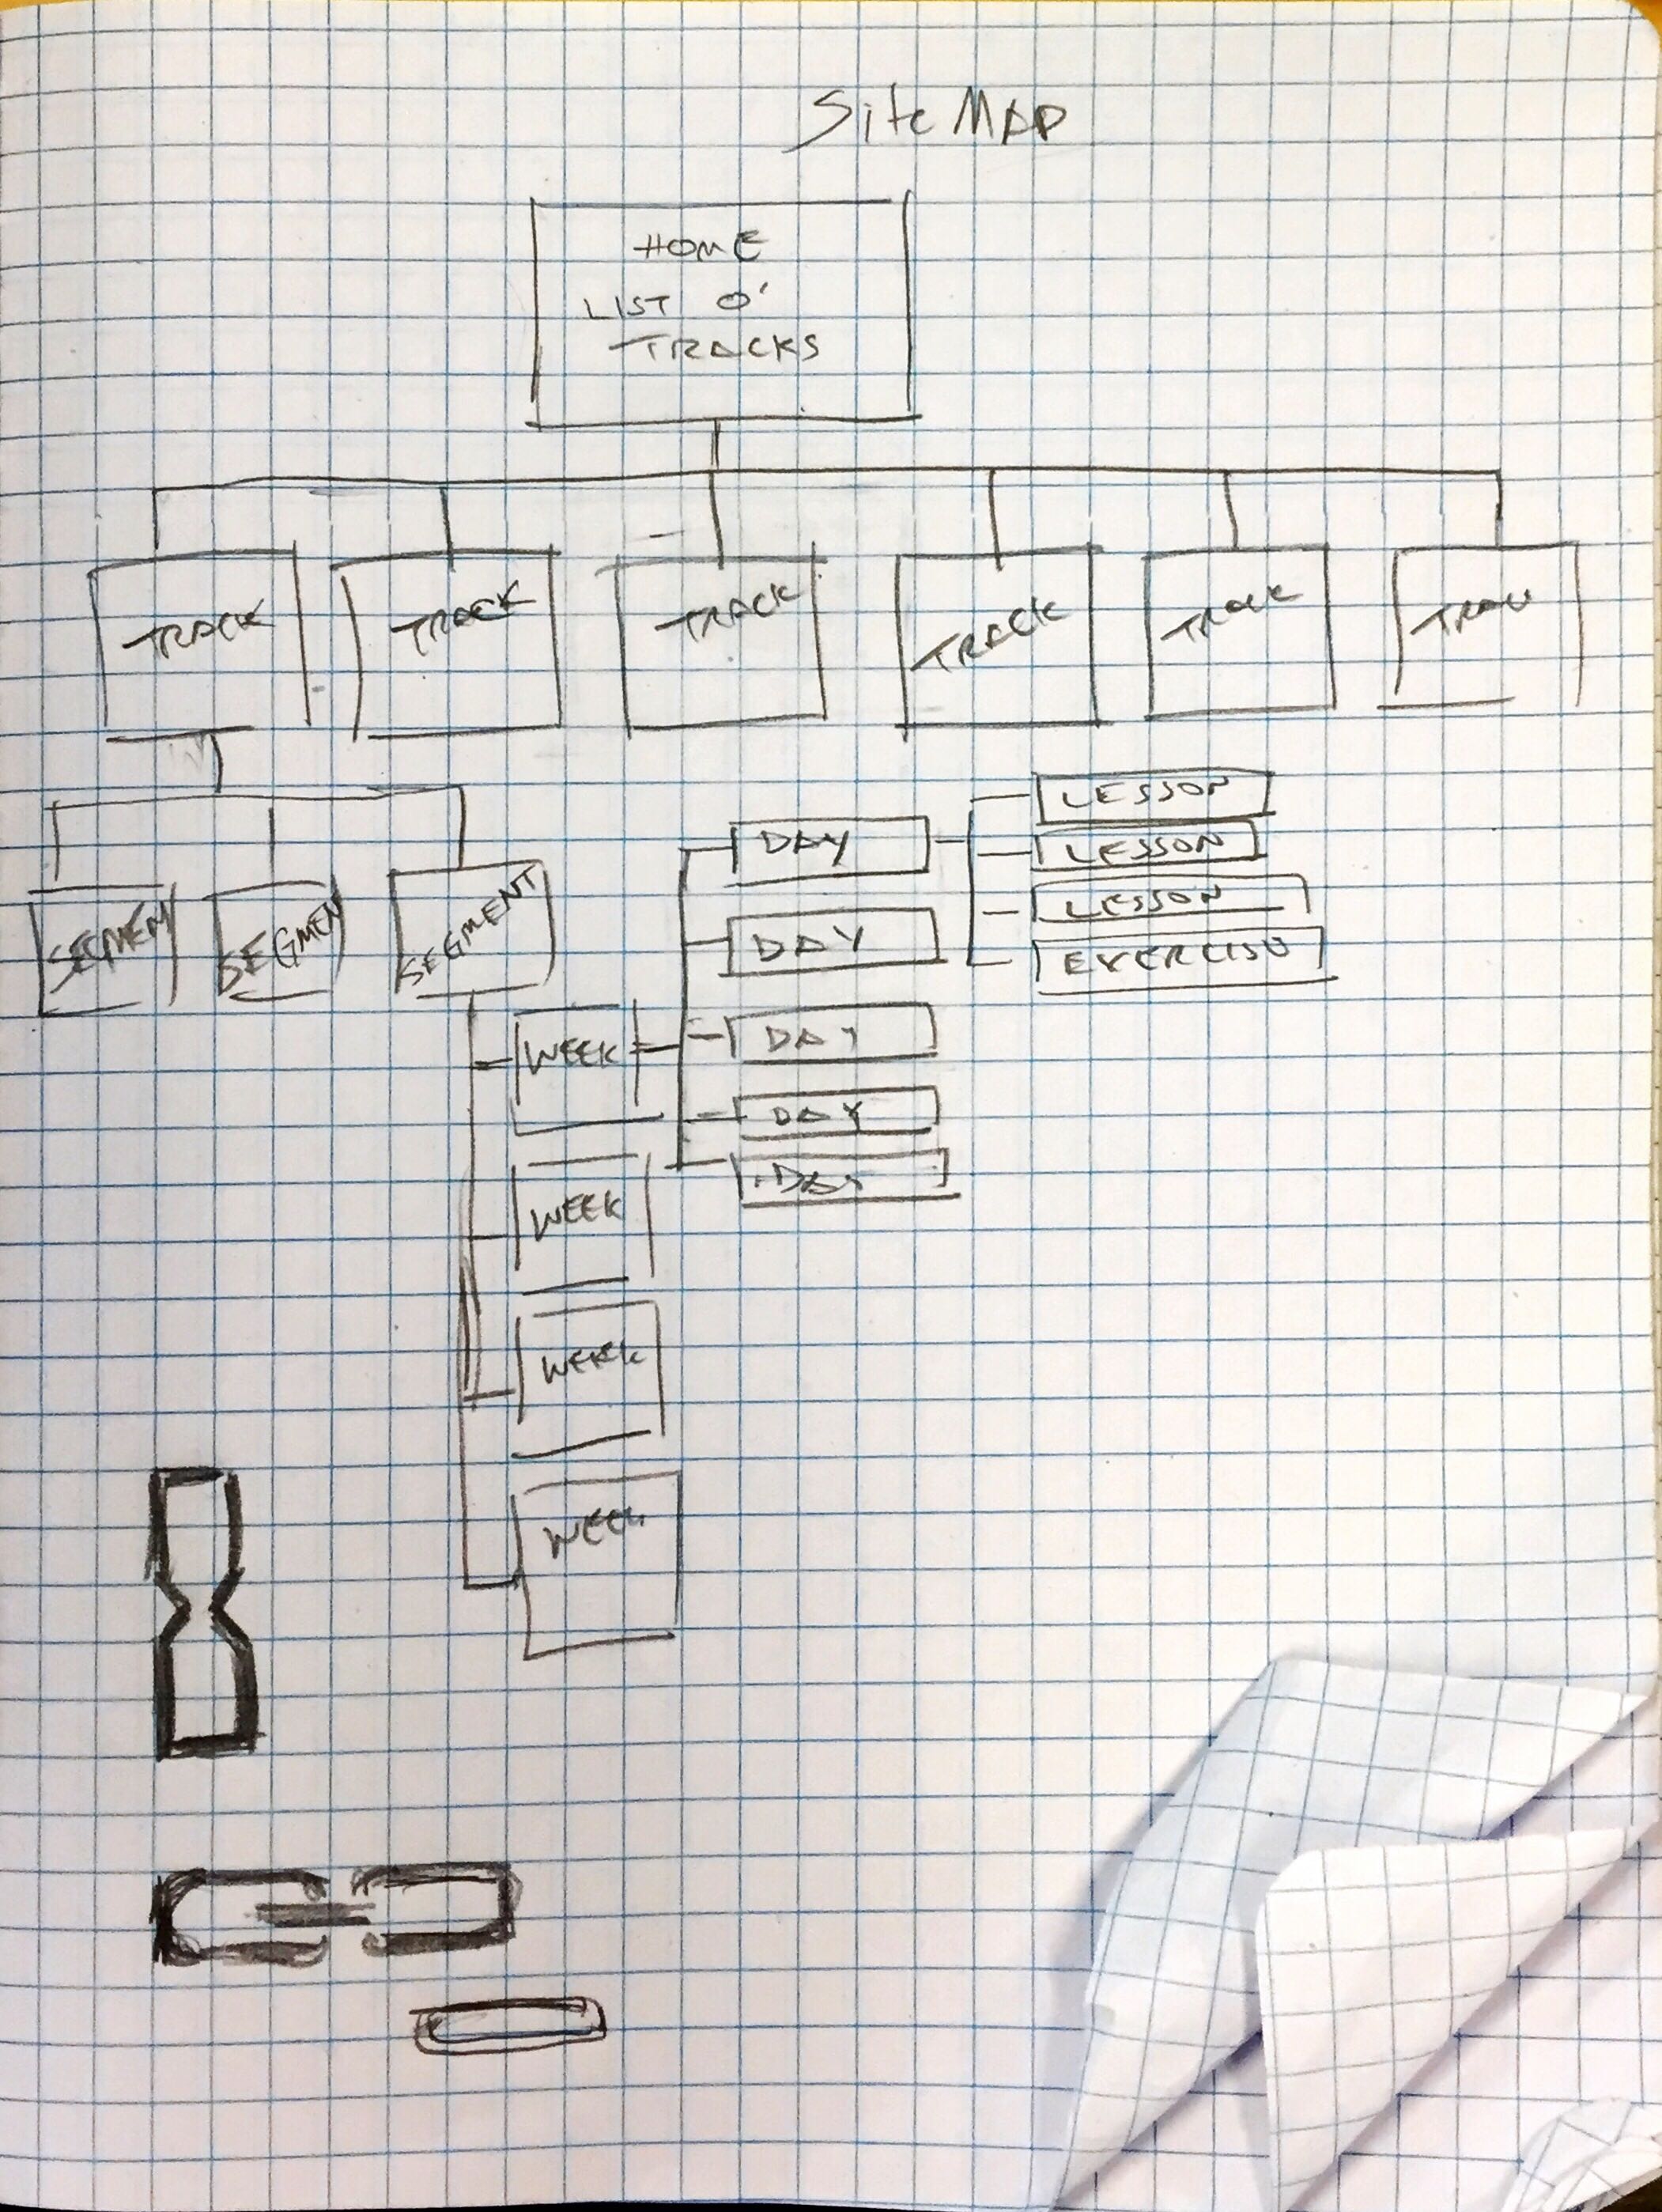 Site MAP
HOME
LIST O'
TRACKS
TRACK
TRACK
TRACK
TRACK
TRACK
TRACK
SEGMEN
SEGMEN
SEGMENT
WEEK
WEEK
WEEK
WEEK
DAY
DAY
DAY
DAY
DAY
LESSON
LESSON
LESSON
EXERCISE